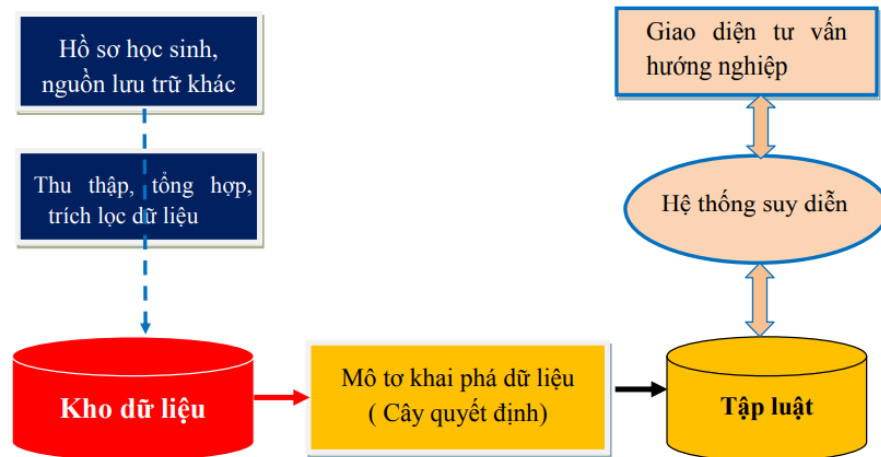 Hồ sơ học sinh,
nguồn lưu trữ khác
Thu thập, tổng hợp,
trích lọc dữ liệu
Kho dữ liệu
Mô tơ khai phá dữ liệu
( Cây quyết định)
Tập luật
Hệ thống suy diễn
Giao diện tư vấn
hướng nghiệp